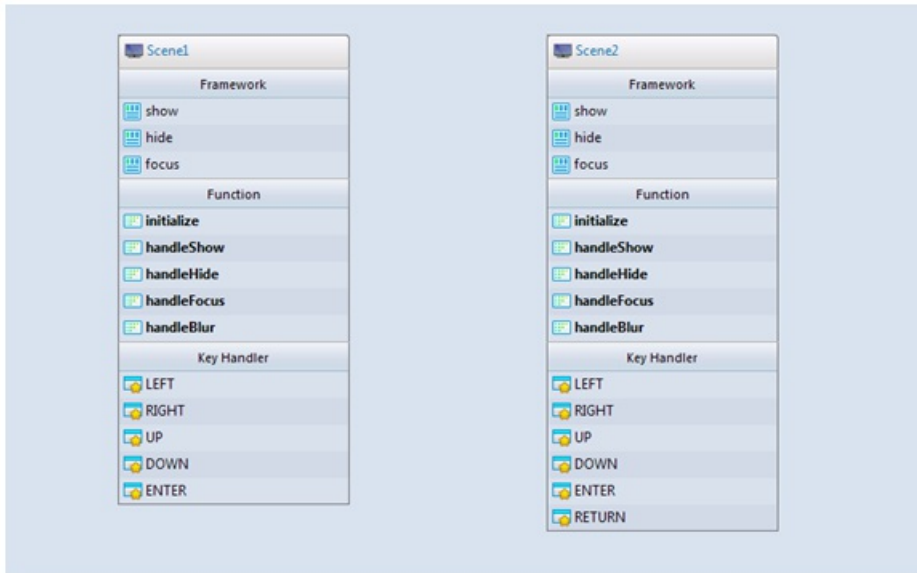 Scene1
Framework
show
hide
focus
Function
initialize
handleShow
handleHide
handleFocus
handleBlur
Key Handler
LEFT
RIGHT
UP
DOWN
ENTER
Scene2
Framework
show
hide
focus
Function
initialize
handleShow
handleHide
handleFocus
handleBlur
Key Handler
LEFT
RIGHT
UP
DOWN
ENTER
RETURN